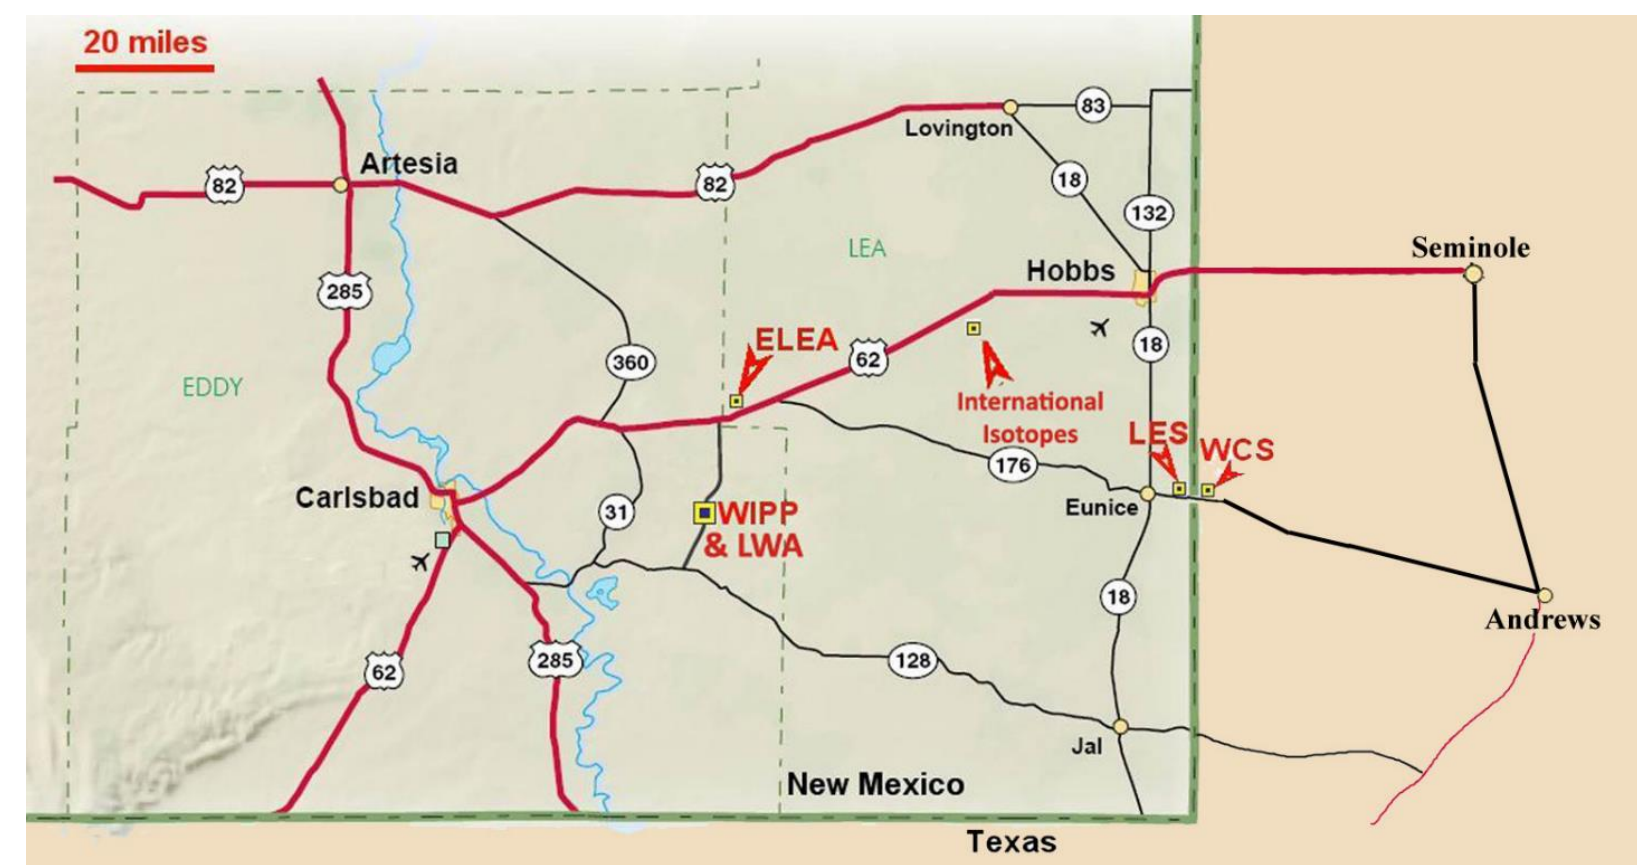 20 miles
83
Lovington
Artesia
82
82
18
132
LEA
Seminole
Hobbs
285
ELEA
18
62
360
EDDY
International
Isotopes
LES
WCS
176
Carlsbad
Eunice
31
WIPP
& LWA
18
Andrews
62
285
128
Jal
New Mexico
Texas